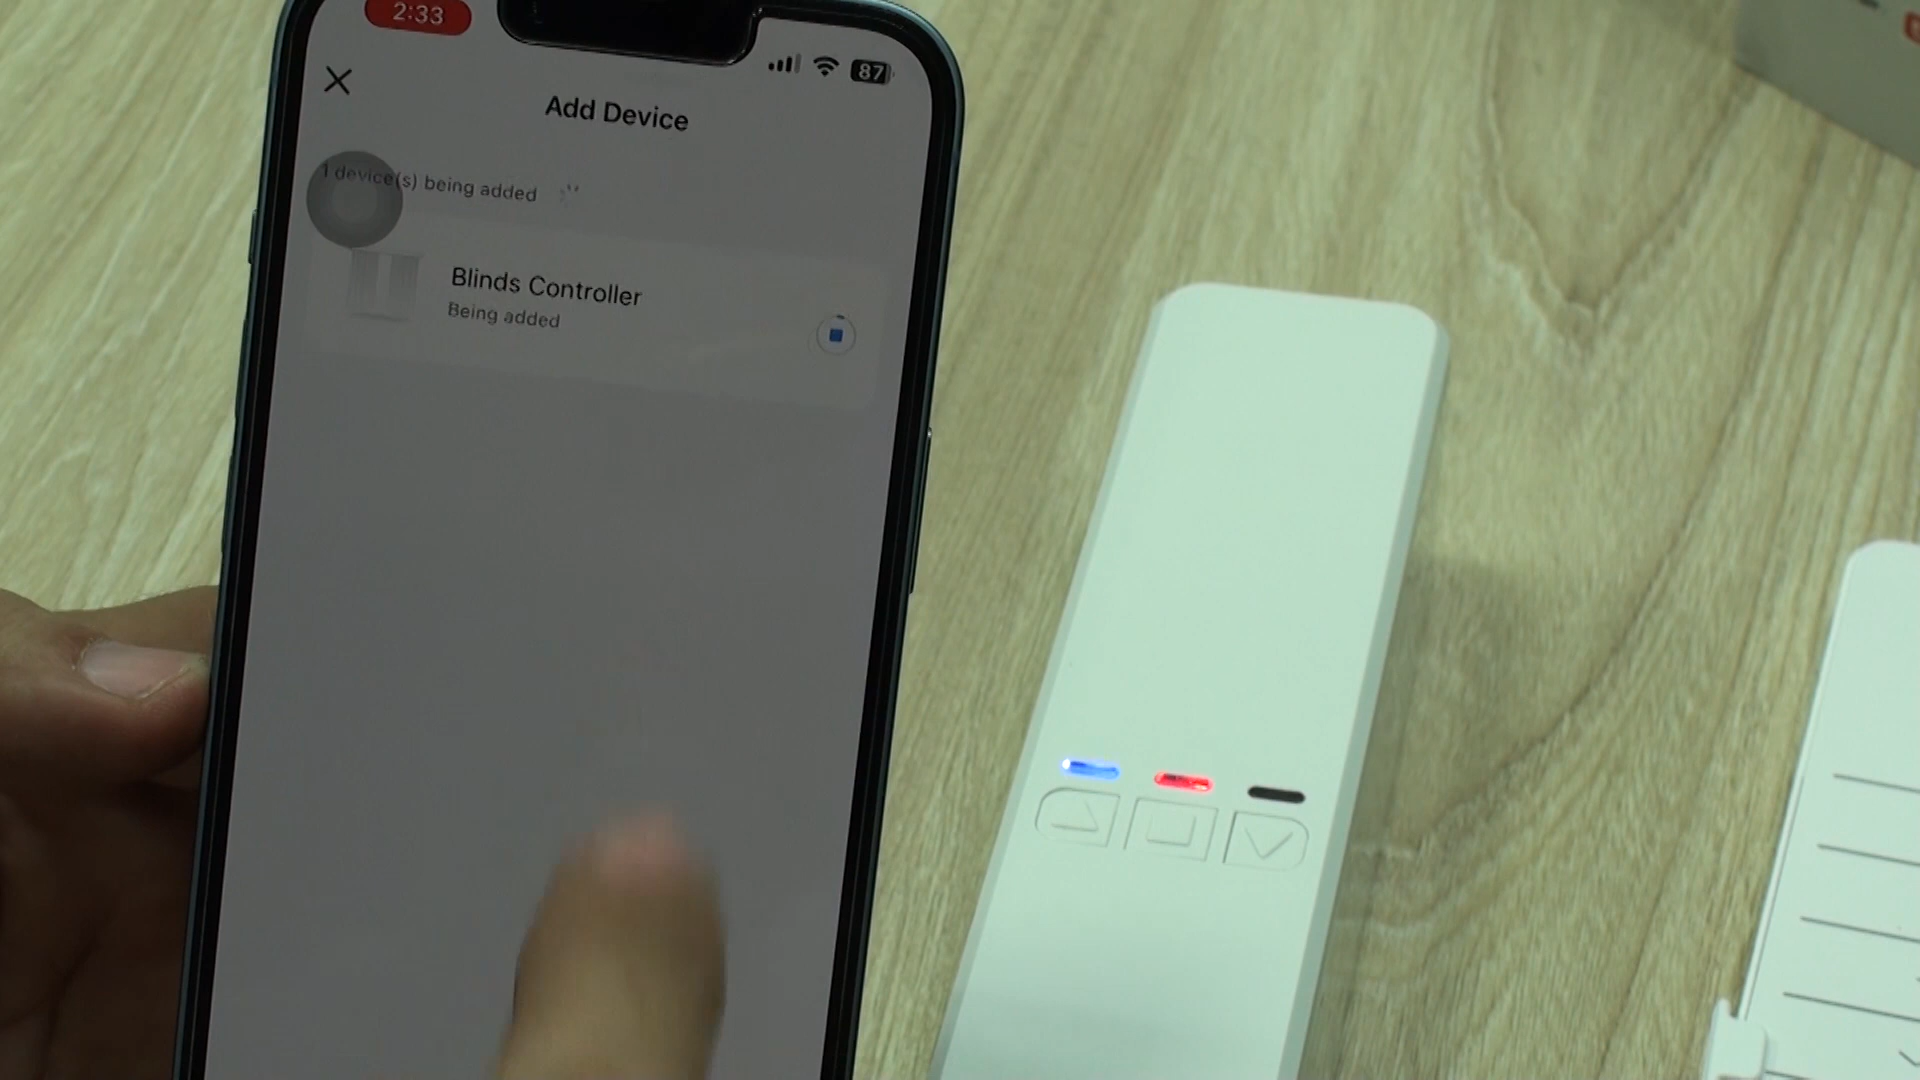 2:33
87
Add Device
1 device(s) being added
Blinds Controller
Being added